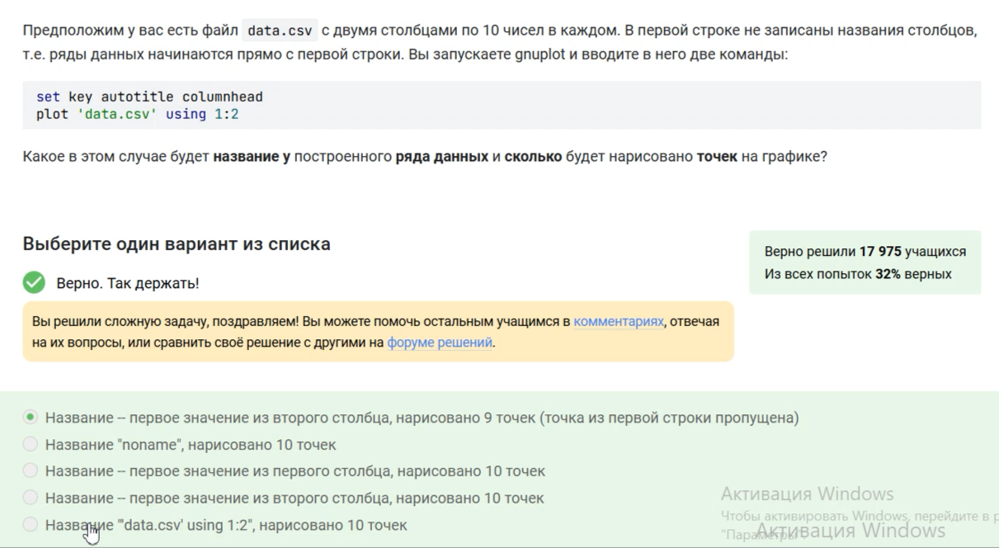 Предположим у вас есть файл data.csv с двумя столбцами по 10 чисел в каждом. В первой строке не записаны названия столбцов,
т.е. ряды данных начинаются прямо с первой строки. Вы запускаете gnuplot и вводите в него две команды:
set key autotitle columnhead
plot 'data.csv' using 1:2
Какое в этом случае будет название у построенного ряда данных и сколько будет нарисовано точек на графике?
Выберите один вариант из списка
Верно решили 17 975 учащихся
Из всех попыток 32% верных
Верно. Так держать!
Вы решили сложную задачу, поздравляем! Вы можете помочь остальным учащимся в комментариях, отвечая
на их вопросы, или сравнить своё решение с другими на форуме решений.
Название -- первое значение из второго столбца, нарисовано 9 точек (точка из первой строки пропущена)
Название "noname", нарисовано 10 точек
Название -- первое значение из первого столбца, нарисовано 10 точек
Название -- первое значение из второго столбца, нарисовано 10 точек
Название "'data.csv' using 1:2", нарисовано 10 точек
Активация Windows
Чтобы активировать Windows, перейдите в р
"Параметры".
Активация Windows